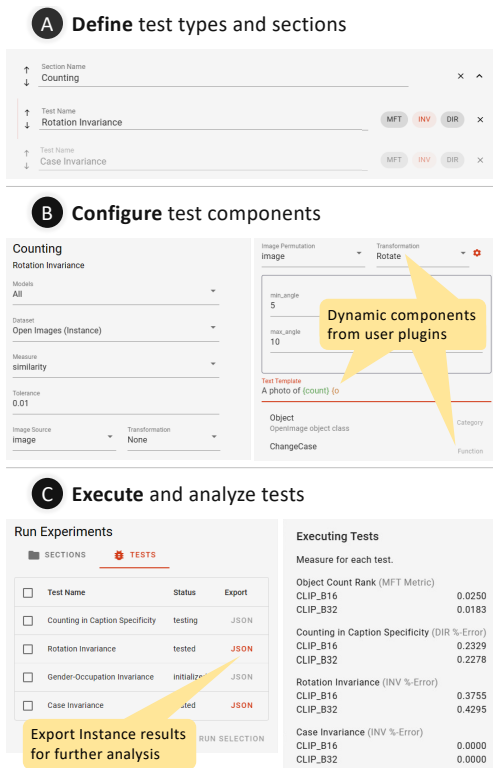 A Define test types and sections
Section Name
Counting
Test Name
Rotation Invariance
MFT INV DIR
Test Name
Case Invariance
MFT INV DIR
B Configure test components
Counting
Rotation Invariance
Models
All
Dataset
Open Images (Instance)
Measure
similarity
Tolerance
0.01
Image Source
image
Transformation
None
Image Permutation
image
Transformation
Rotate
min_angle
5
max_angle
10
Dynamic components
from user plugins
Text Template
A photo of {count} {o
Object
OpenImage object class
Category
ChangeCase
Function
C Execute and analyze tests
Run Experiments
SECTIONS TESTS
Test Name Status Export
Counting in Caption Specificity testing JSON
Rotation Invariance tested JSON
Gender-Occupation Invariance initialized JSON
Case Invariance JSON
RUN SELECTION
Export Instance results
for further analysis
Executing Tests
Measure for each test.
Object Count Rank (MFT Metric)
CLIP_B16 0.0250
CLIP_B32 0.0183
Counting in Caption Specificity (DIR %-Error)
CLIP_B16 0.2329
CLIP_B32 0.2278
Rotation Invariance (INV %-Error)
CLIP_B16 0.3755
CLIP_B32 0.4295
Case Invariance (INV %-Error)
CLIP_B16 0.0000
CLIP_B32 0.0000